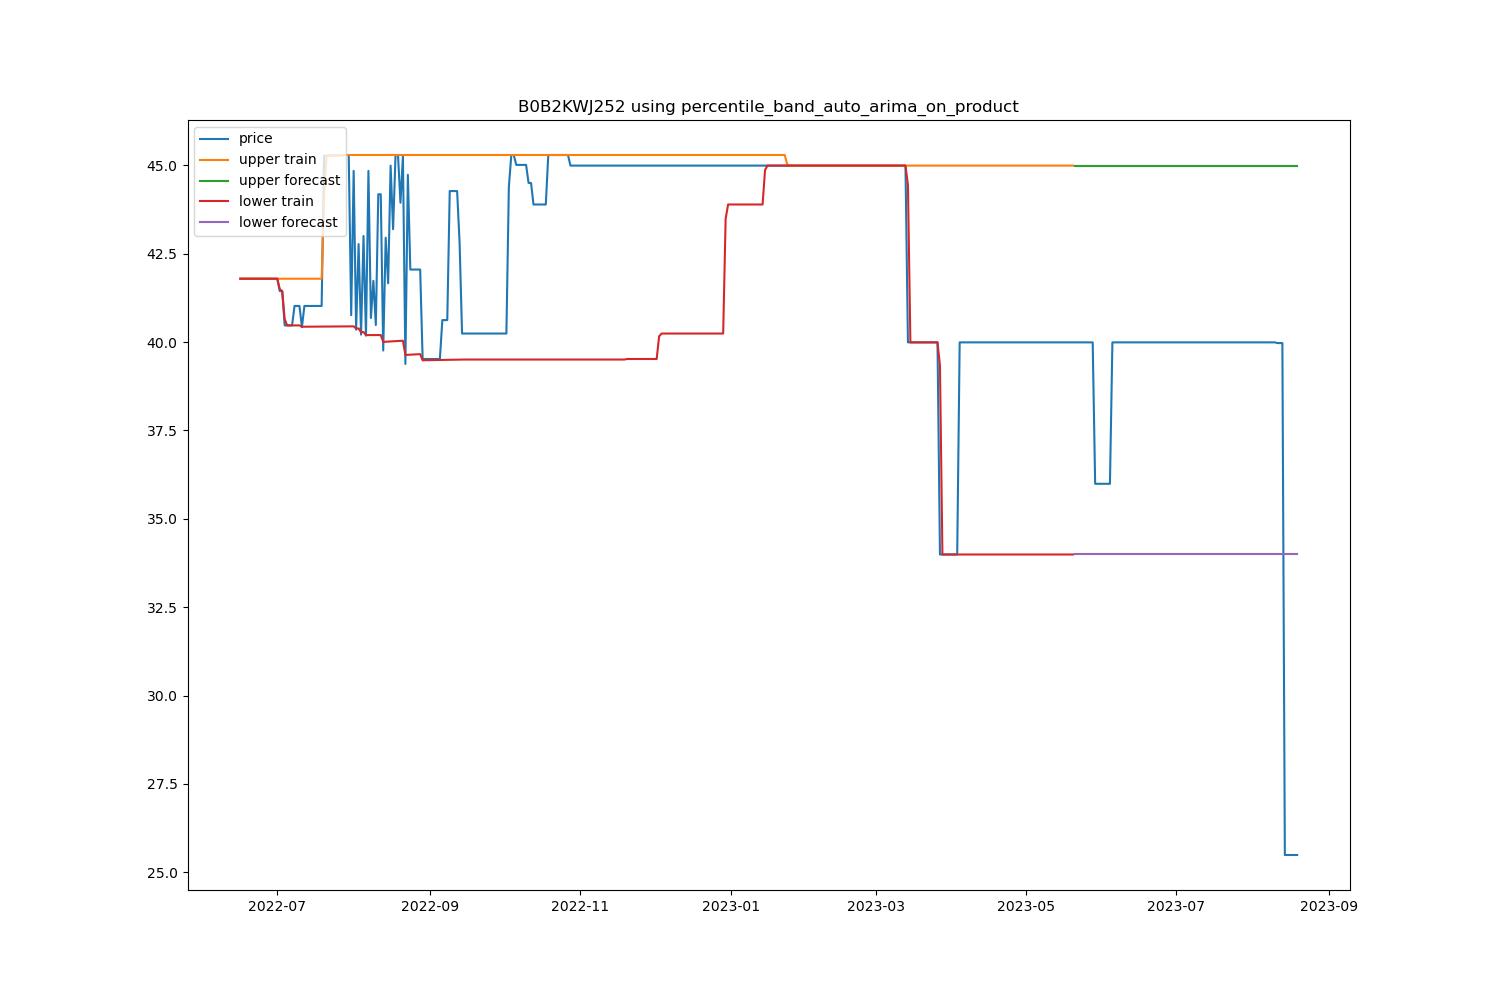 B0B2KWJ252 using percentile_band_auto_arima_on_product
price
upper train
upper forecast
lower train
lower forecast
45.0
42.5
40.0
37.5
35.0
32.5
30.0
27.5
25.0
2022-07 2022-09 2022-11 2023-01 2023-03 2023-05 2023-07 2023-09